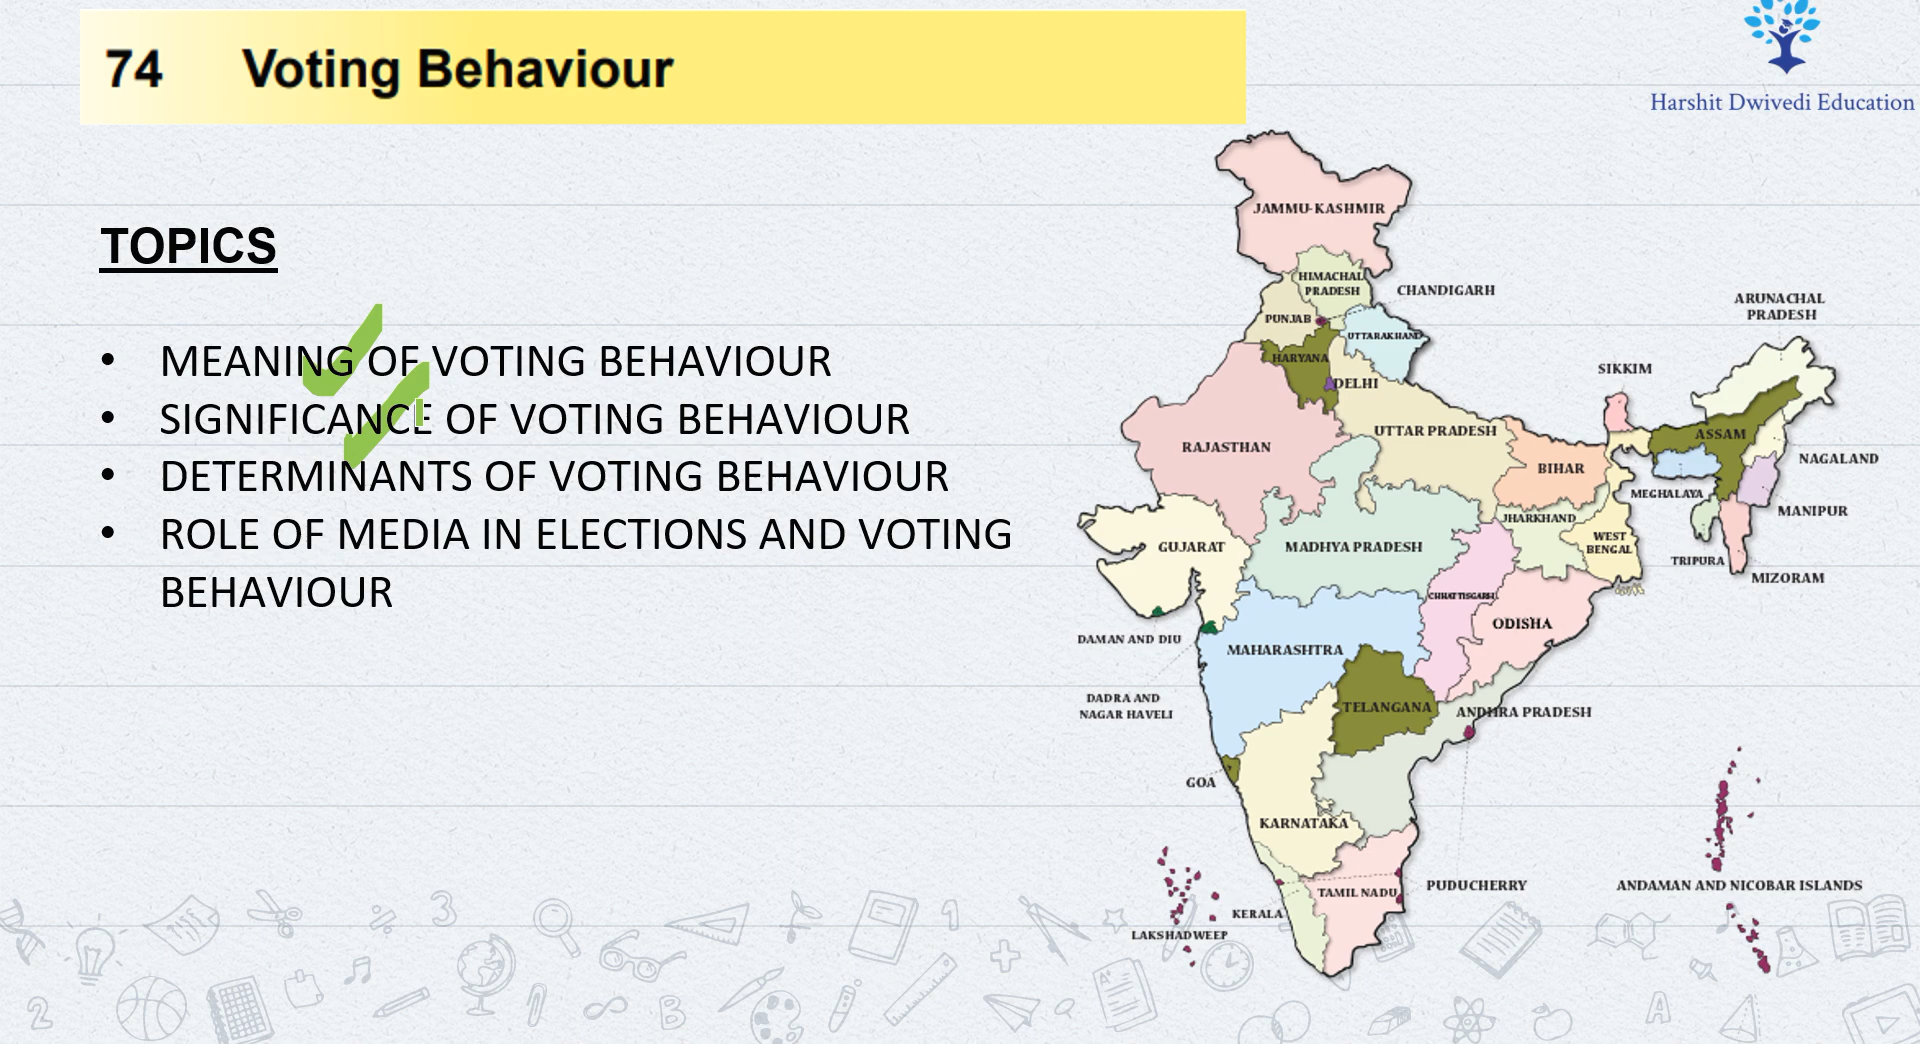 74 Voting Behaviour
Harshit Dwivedi Education
TOPICS
• MEANING OF VOTING BEHAVIOUR
• SIGNIFICANCE OF VOTING BEHAVIOUR
• DETERMINANTS OF VOTING BEHAVIOUR
• ROLE OF MEDIA IN ELECTIONS AND VOTING
BEHAVIOUR
JAMMU-KASHMIR
HIMACHAL
PRADESH
CHANDIGARH
PUNJAB
UTTARAKHAND
HARYANA
DELHI
ARUNACHAL
PRADESH
SIKKIM
RAJASTHAN
UTTAR PRADESH
BIHAR
ASSAM
NAGALAND
MEGHALAYA
MANIPUR
GUJARAT
MADHYA PRADESH
JHARKHAND
WEST
BENGAL
TRIPURA
MIZORAM
CHHATTISGARH
ODISHA
DAMAN AND DIU
MAHARASHTRA
DADRA AND
NAGAR HAVELI
TELANGANA
ANDHRA PRADESH
GOA
KARNATAKA
TAMIL NADU
PUDUCHERRY
ANDAMAN AND NICOBAR ISLANDS
KERALA
LAKSHADWEEP
3
1
2
B
A
A+